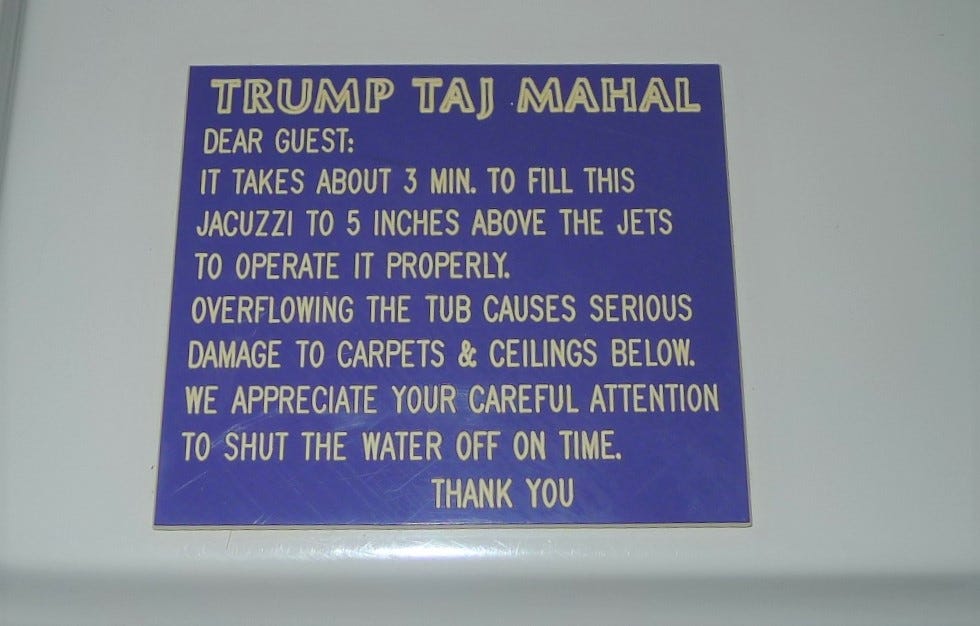 TRUMP TAJ MAHAL
DEAR GUEST:
IT TAKES ABOUT 3 MIN. TO FILL THIS
JACUZZI TO 5 INCHES ABOVE THE JETS
TO OPERATE IT PROPERLY.
OVERFLOWING THE TUB CAUSES SERIOUS
DAMAGE TO CARPETS & CEILINGS BELOW.
WE APPRECIATE YOUR CAREFUL ATTENTION
TO SHUT THE WATER OFF ON TIME.
THANK YOU